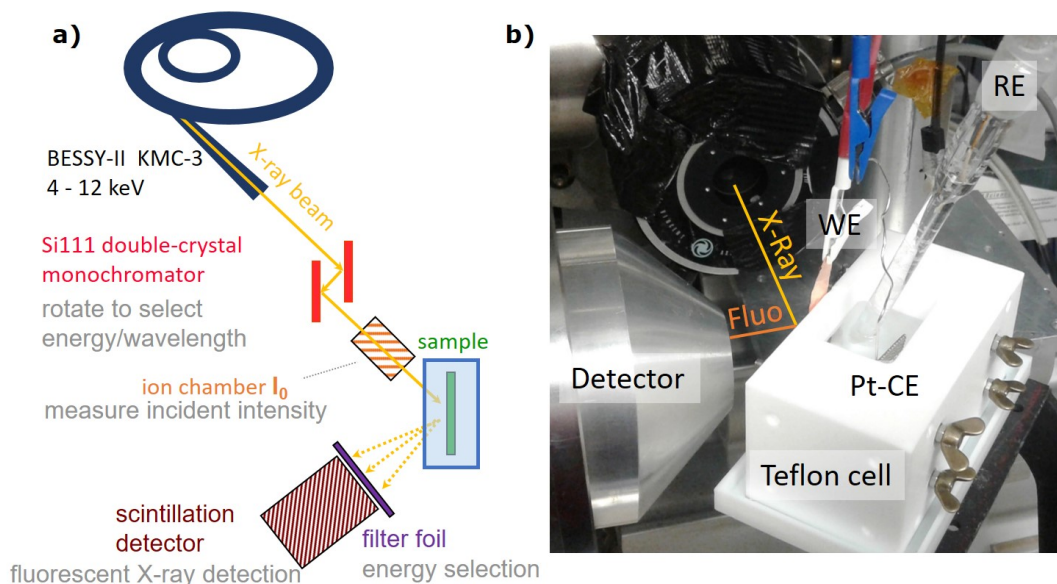 a)
BESSY-II KMC-3
4 - 12 keV
X-ray beam
Si111 double-crystal
monochromator
rotate to select
energy/wavelength
sample
ion chamber I0
measure incident intensity
scintillation
detector
fluorescent X-ray detection
filter foil
energy selection
b)
RE
WE
X-Ray
Fluo
Detector
Pt-CE
Teflon cell